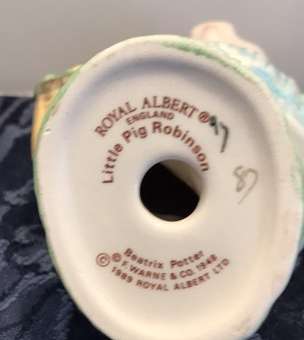 ROYAL ALBERT ®
ENGLAND
Little Pig Robinson
Beatrix Potter
© F. WARNE & CO. 1948
© 1989 ROYAL ALBERT LTD